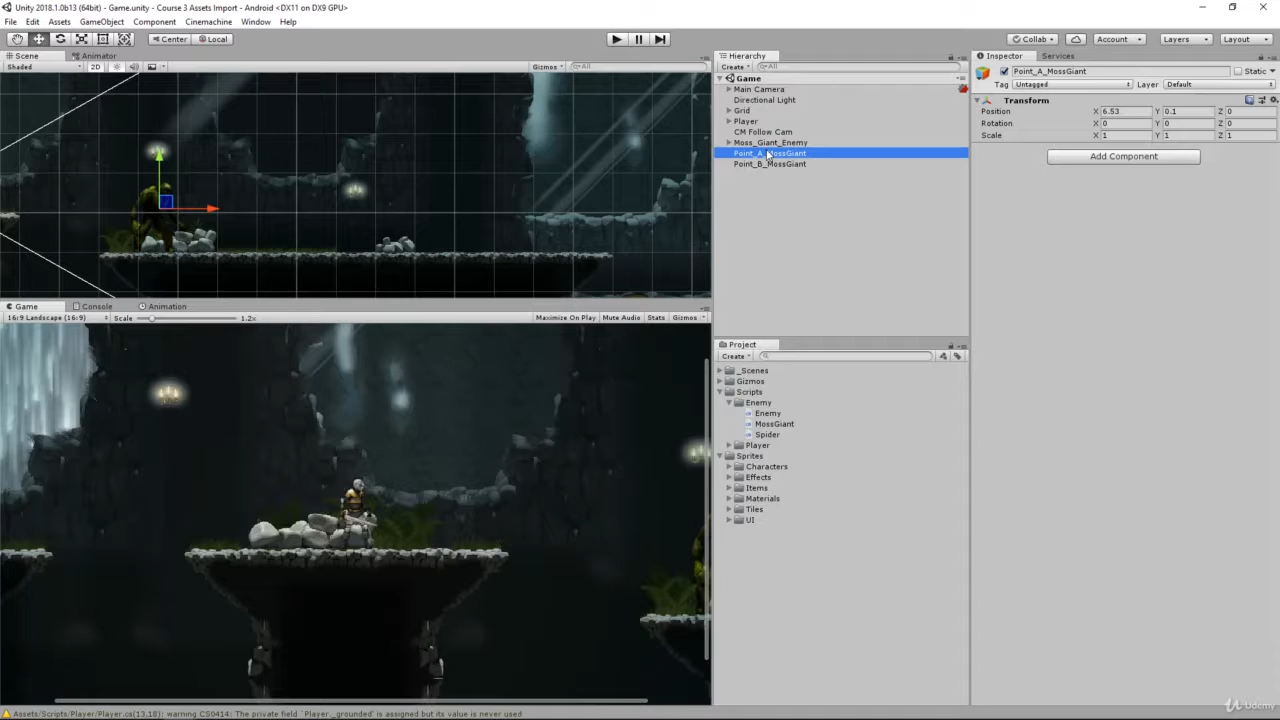 Unity 2018.1.0b13 (64bit) - Game.unity - Course 3 Assets Import - Android <DX11 on DX9 GPU>
File Edit Assets GameObject Component Cinemachine Window Help
Center Local Collab Account Layers Layout
Scene Animator
Shaded 2D Gizmos All
Hierarchy
Create All
Game
Main Camera
Directional Light
Grid
Player
CM Follow Cam
Moss_Giant_Enemy
Point_A_MossGiant
Point_B_MossGiant
Inspector Services
Point_A_MossGiant Static
Tag Untagged Layer Default
Transform
Position X 6.53 Y 0.1 Z 0
Rotation X 0 Y 0 Z 0
Scale X 1 Y 1 Z 1
Add Component
Game Console Animation
16:9 Landscape (16:9) Scale 1.2x Maximize On Play Mute Audio Stats Gizmos
Project
Create
_Scenes
Gizmos
Scripts
Enemy
Enemy
MossGiant
Spider
Player
Sprites
Characters
Effects
Items
Materials
Tiles
UI
Assets/Scripts/Player/Player.cs(13,18): warning CS0414: The private field `Player._grounded' is assigned but its value is never used
Udemy